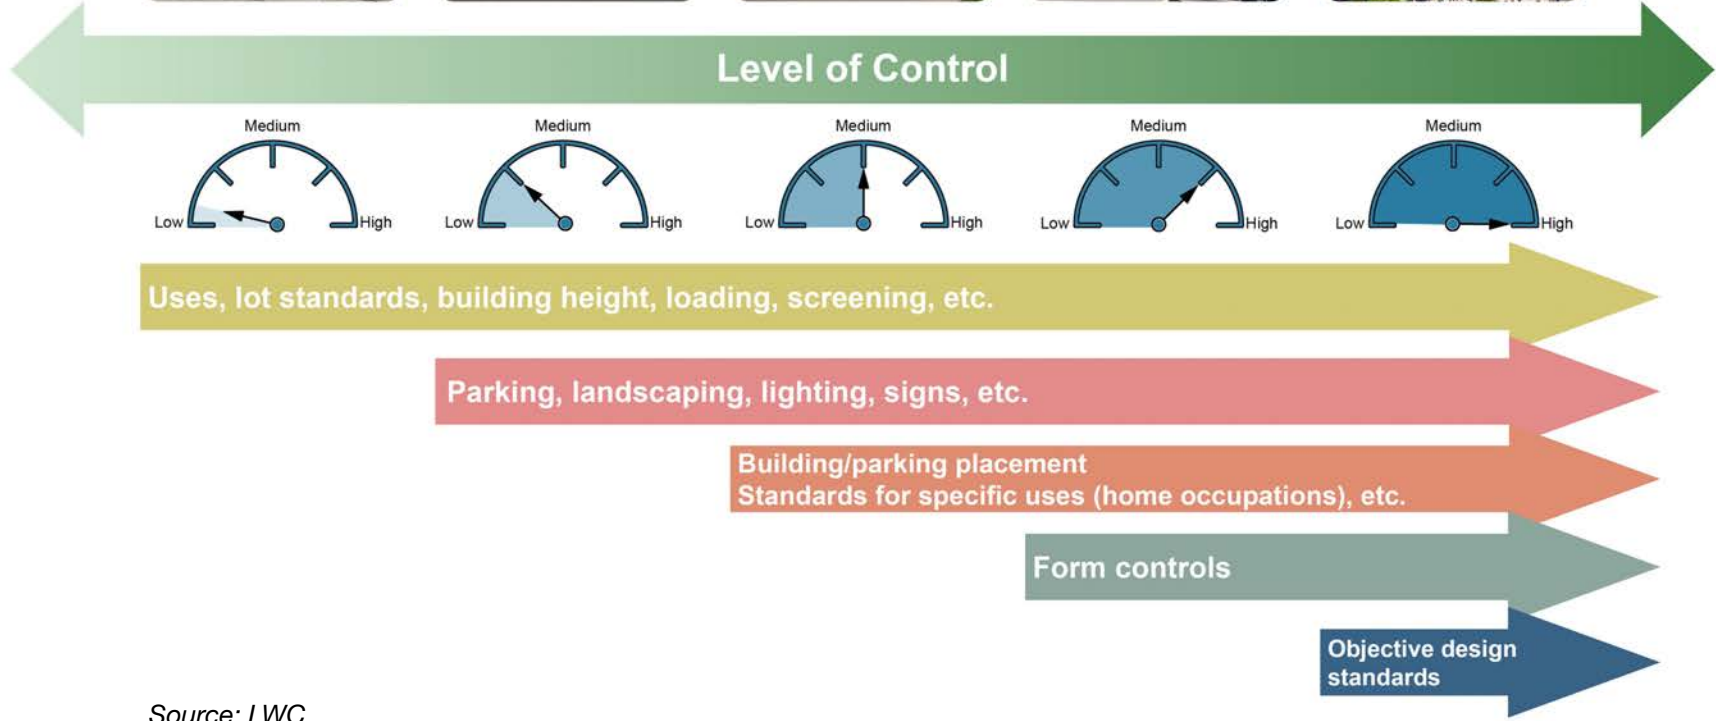 Level of Control
Medium
Low
High
Medium
Low
High
Medium
Low
High
Medium
Low
High
Medium
Low
High
Uses, lot standards, building height, loading, screening, etc.
Parking, landscaping, lighting, signs, etc.
Building/parking placement
Standards for specific uses (home occupations), etc.
Form controls
Objective design
standards
Source: LWC